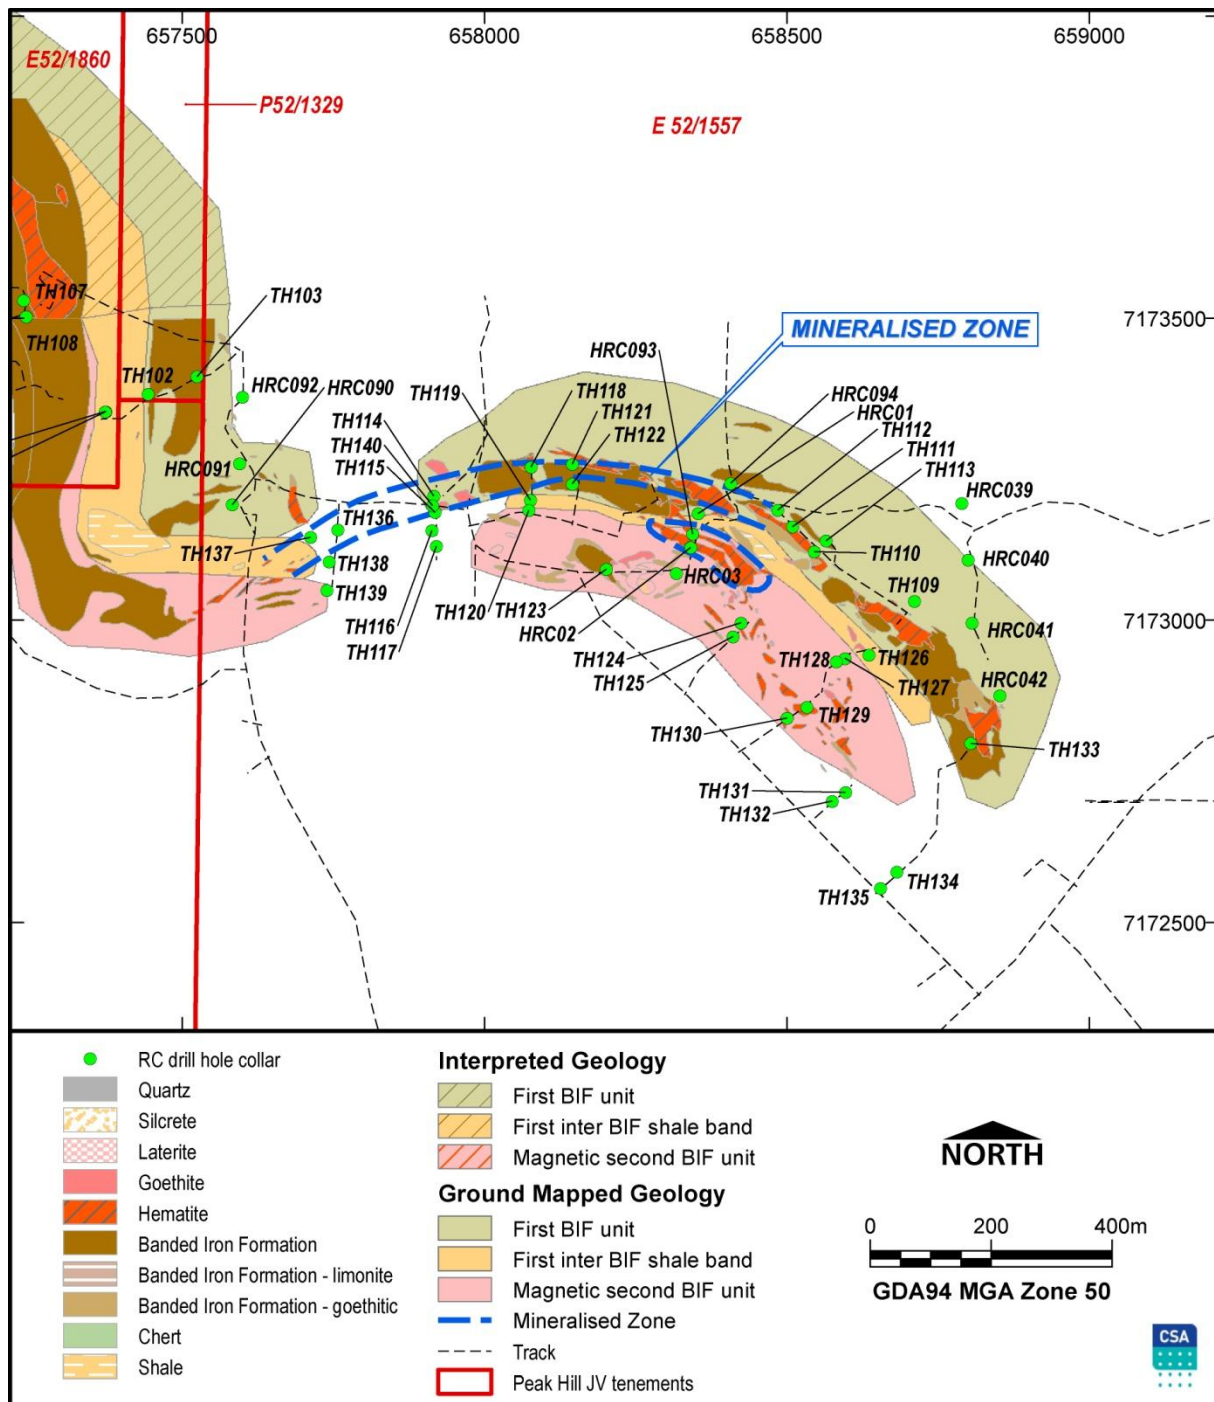 657500
658000
658500
659000
E52/1860
P52/1329
E 52/1557
TH107
TH103
7173500
MINERALISED ZONE
TH108
HRC093
TH102
HRC092
HRC090
TH119
TH118
HRC094
TH114
TH121
HRC01
TH140
TH122
TH112
TH115
TH111
HRC091
TH113
HRC039
TH136
TH137
TH110
HRC040
TH138
HRC03
TH109
TH139
TH120
TH123
TH116
HRC02
HRC041
7173000
TH117
TH124
TH128
TH126
TH125
TH127
HRC042
TH129
TH130
TH133
TH131
TH132
TH134
TH135
7172500
RC drill hole collar
Quartz
Silcrete
Laterite
Goethite
Hematite
Banded Iron Formation
Banded Iron Formation - limonite
Banded Iron Formation - goethitic
Chert
Shale
Interpreted Geology
First BIF unit
First inter BIF shale band
Magnetic second BIF unit
Ground Mapped Geology
First BIF unit
First inter BIF shale band
Magnetic second BIF unit
Mineralised Zone
Track
Peak Hill JV tenements
NORTH
0 200 400m
GDA94 MGA Zone 50
CSA